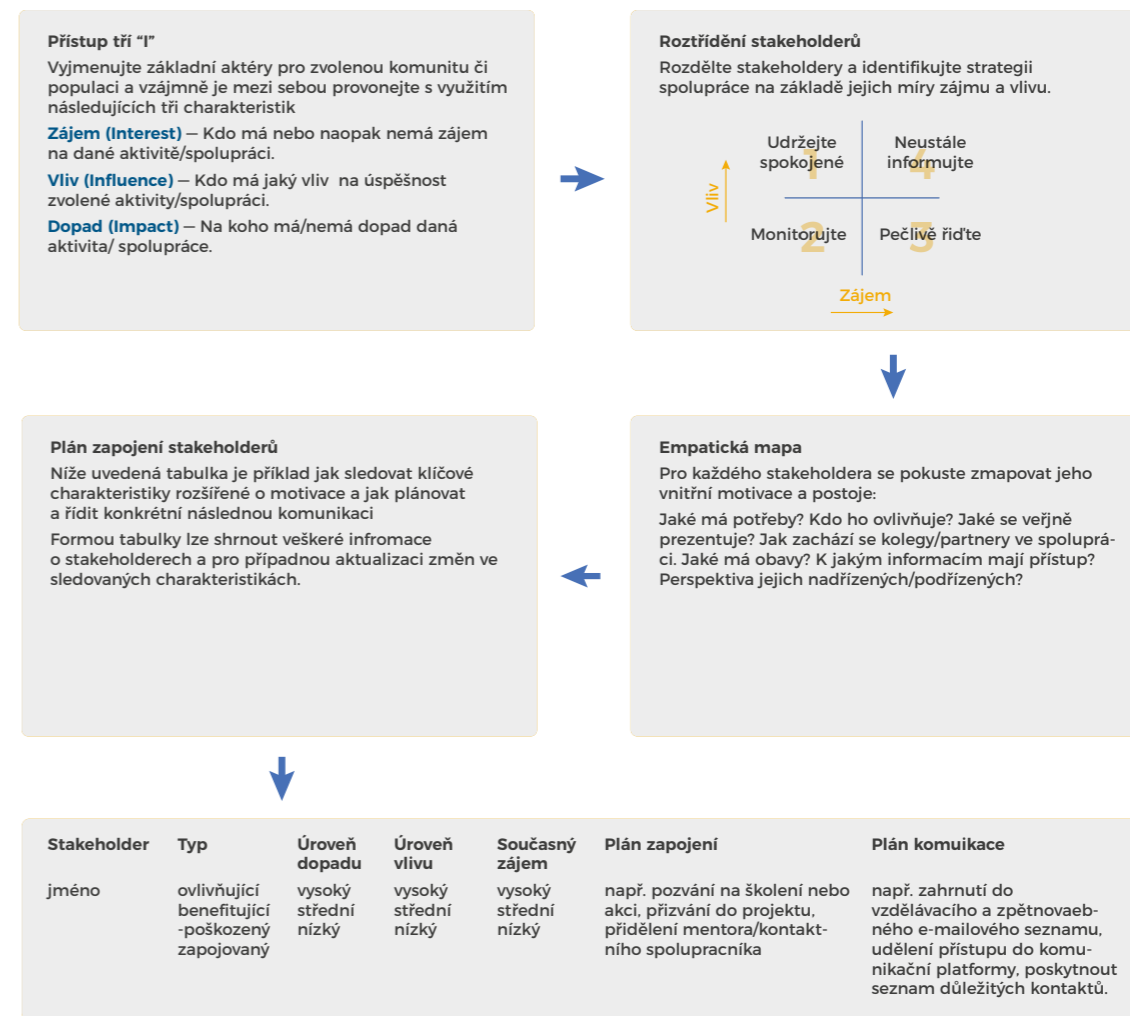 Přístup tří “I”
Vyjmenujte základní aktéry pro zvolenou komunitu či
populaci a vzájmně je mezi sebou provonejte s využitím
následujících tři charakteristik
Zájem (Interest) — Kdo má nebo naopak nemá zájem
na dané aktivitě/spolupráci.
Vliv (Influence) — Kdo má jaký vliv na úspěšnost
zvolené aktivity/spolupráci.
Dopad (Impact) — Na koho má/nemá dopad daná
aktivita/ spolupráce.
Roztřídění stakeholderů
Rozdělte stakeholdery a identifikujte strategii
spolupráce na základě jejich míry zájmu a vlivu.
Vliv
1
Udržejte
spokojené
4
Neustále
informujte
2
Monitorujte
3
Pečlivě řiďte
Zájem
Plán zapojení stakeholderů
Níže uvedená tabulka je příklad jak sledovat klíčové
charakteristiky rozšířené o motivace a jak plánovat
a řídit konkrétní následnou komunikaci
Formou tabulky lze shrnout veškeré infromace
o stakeholderech a pro případnou aktualizaci změn ve
sledovaných charakteristikách.
Empatická mapa
Pro každého stakeholdera se pokuste zmapovat jeho
vnitřní motivace a postoje:
Jaké má potřeby? Kdo ho ovlivňuje? Jaké se veřjně
prezentuje? Jak zachází se kolegy/partnery ve spoluprá-
ci. Jaké má obavy? K jakým informacím mají přístup?
Perspektiva jejich nadřízených/podřízených?
Stakeholder
jméno
Typ
ovlivňující
benefitující
-poškozený
zapojovaný
Úroveň
dopadu
vysoký
střední
nízký
Úroveň
vlivu
vysoký
střední
nízký
Současný
zájem
vysoký
střední
nízký
Plán zapojení
např. pozvání na školení nebo
akci, přizvání do projektu,
přidělení mentora/kontakt-
ního spolupracníka
Plán komuikace
např. zahrnutí do
vzdělávacího a zpětnovaeb-
ného e-mailového seznamu,
udělení přístupu do komu-
nikační platformy, poskytnout
seznam důležitých kontaktů.